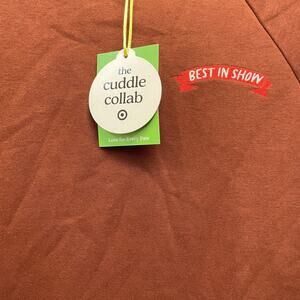 the
cuddle
collab
Love for Every Paw
BEST IN SHOW